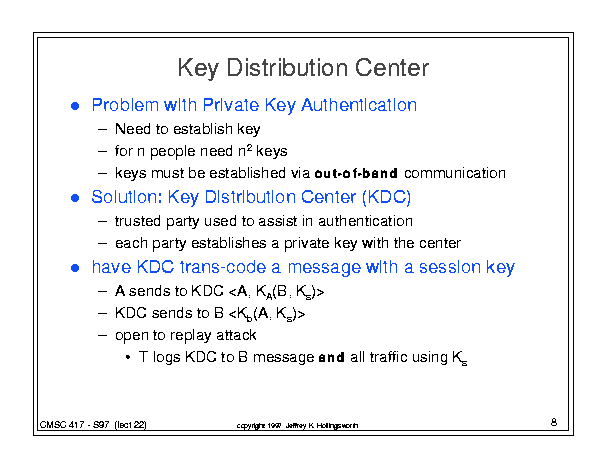 Key Distribution Center
● Problem with Private Key Authentication
– Need to establish key
– for n people need n² keys
– keys must be established via out-of-band communication
● Solution: Key Distribution Center (KDC)
– trusted party used to assist in authentication
– each party establishes a private key with the center
● have KDC trans-code a message with a session key
– A sends to KDC <A, K_A(B, K_s)>
– KDC sends to B <K_b(A, K_s)>
– open to replay attack
• T logs KDC to B message and all traffic using K_s
CMSC 417 - S97 (lect 22)
copyright 1997 Jeffrey K. Hollingsworth
8